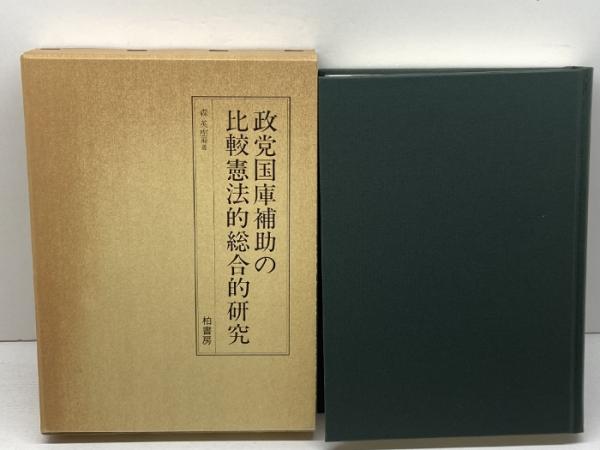 政党国庫補助の
比較憲法的総合的研究
森英樹編著
柏書房